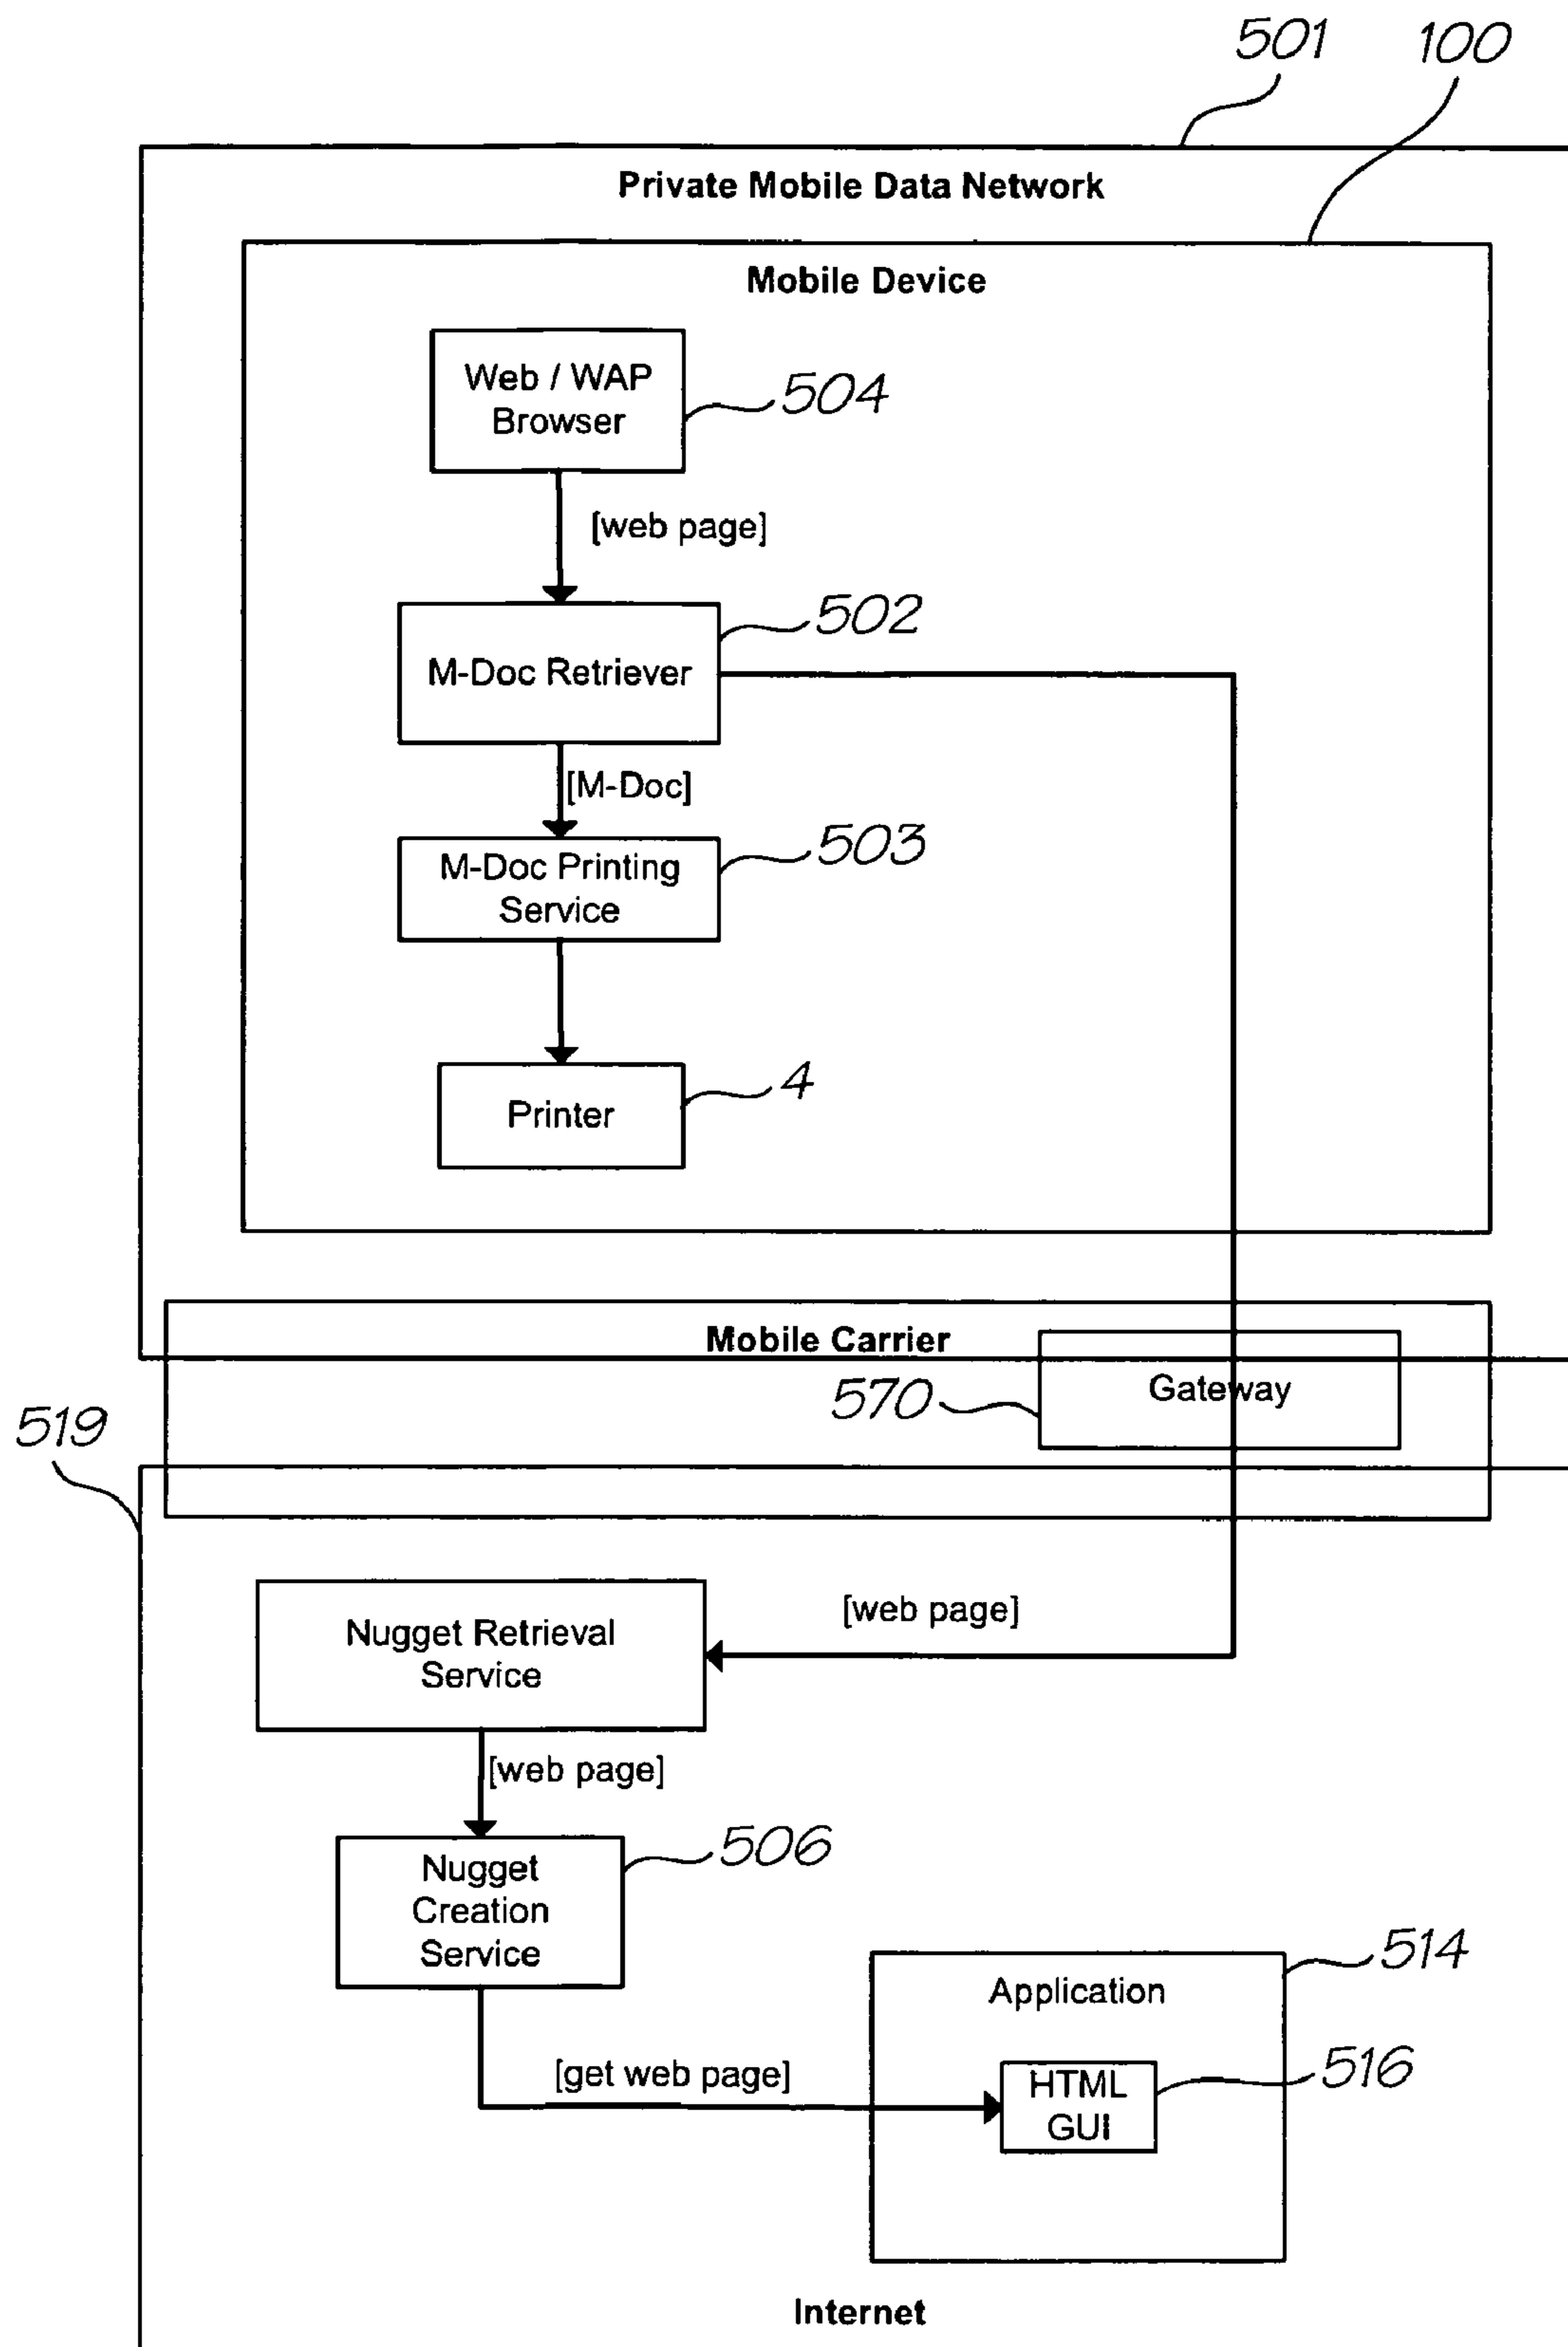 501
100
Private Mobile Data Network
Mobile Device
Web / WAP
Browser
504
[web page]
502
M-Doc Retriever
[M-Doc]
503
M-Doc Printing
Service
4
Printer
Mobile Carrier
Gateway
570
519
[web page]
Nugget Retrieval
Service
[web page]
506
Nugget
Creation
Service
514
Application
[get web page]
516
HTML
GUI
Internet